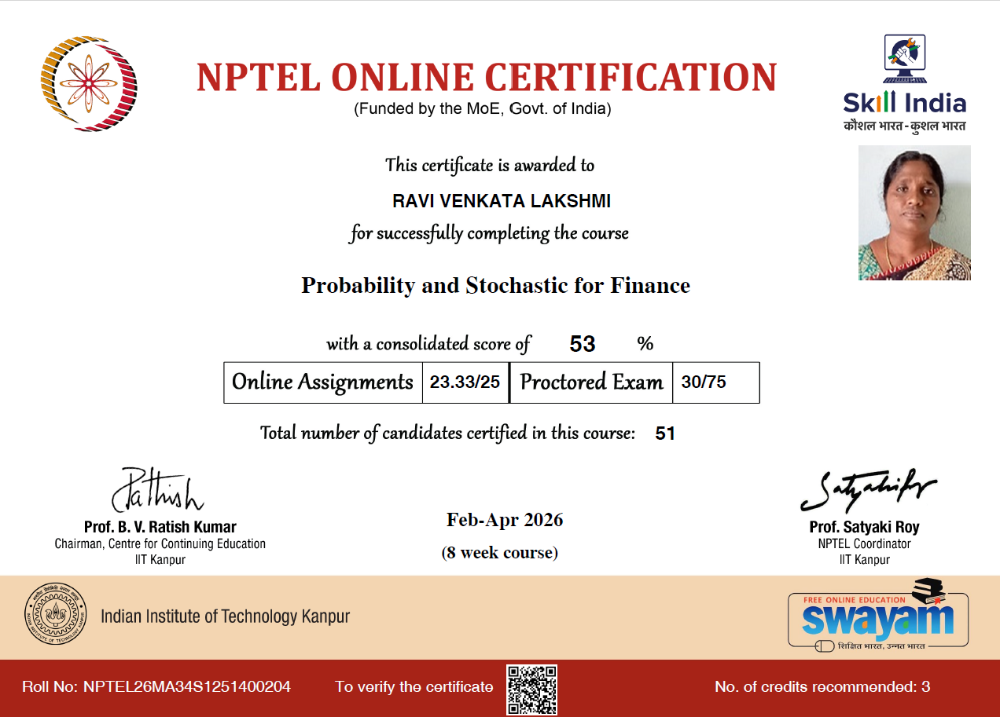 NPTEL ONLINE CERTIFICATION
(Funded by the MoE, Govt. of India)
Skill India
कौशल भारत - कुशल भारत
This certificate is awarded to
RAVI VENKATA LAKSHMI
for successfully completing the course
Probability and Stochastic for Finance
with a consolidated score of 53 %
Online Assignments 23.33/25 Proctored Exam 30/75
Total number of candidates certified in this course: 51
Prof. B. V. Ratish Kumar
Chairman, Centre for Continuing Education
IIT Kanpur
Feb-Apr 2026
(8 week course)
Prof. Satyaki Roy
NPTEL Coordinator
IIT Kanpur
Indian Institute of Technology Kanpur
FREE ONLINE EDUCATION
swayam
शिक्षित भारत, उन्नत भारत
Roll No: NPTEL26MA34S1251400204 To verify the certificate No. of credits recommended: 3